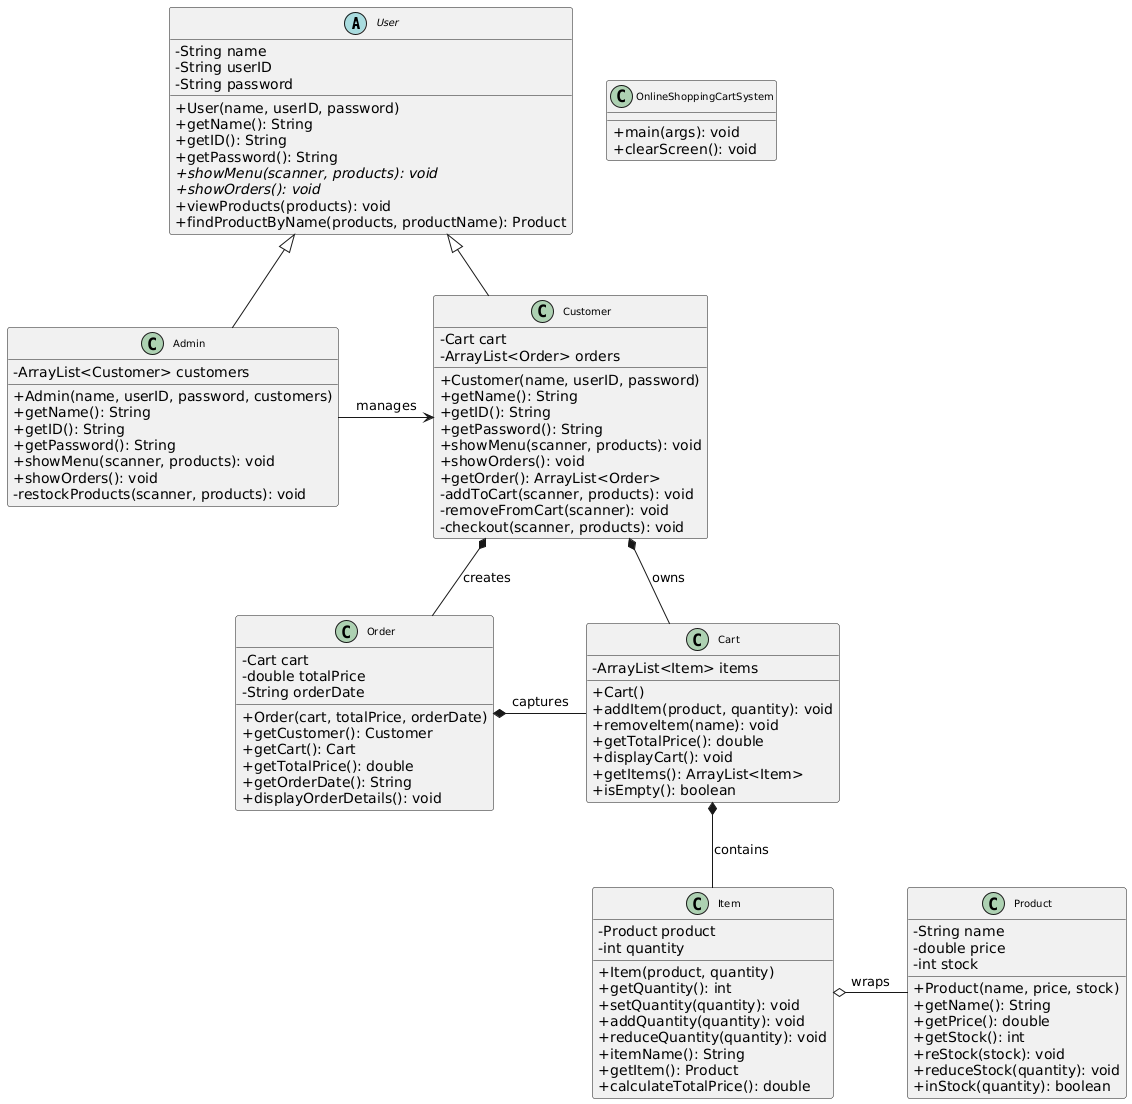 A User
-String name
-String userID
-String password
+User(name, userID, password)
+getName(): String
+getID(): String
+getPassword(): String
+showMenu(scanner, products): void
+showOrders(): void
+viewProducts(products): void
+findProductByName(products, productName): Product
C OnlineShoppingCartSystem
+main(args): void
+clearScreen(): void
C Admin
-ArrayList<Customer> customers
+Admin(name, userID, password, customers)
+getName(): String
+getID(): String
+getPassword(): String
+showMenu(scanner, products): void
+showOrders(): void
-restockProducts(scanner, products): void
manages
C Customer
-Cart cart
-ArrayList<Order> orders
+Customer(name, userID, password)
+getName(): String
+getID(): String
+getPassword(): String
+showMenu(scanner, products): void
+showOrders(): void
+getOrder(): ArrayList<Order>
-addToCart(scanner, products): void
-removeFromCart(scanner): void
-checkout(scanner, products): void
creates
owns
C Order
-Cart cart
-double totalPrice
-String orderDate
+Order(cart, totalPrice, orderDate)
+getCustomer(): Customer
+getCart(): Cart
+getTotalPrice(): double
+getOrderDate(): String
+displayOrderDetails(): void
captures
C Cart
-ArrayList<Item> items
+Cart()
+addItem(product, quantity): void
+removeItem(name): void
+getTotalPrice(): double
+displayCart(): void
+getItems(): ArrayList<Item>
+isEmpty(): boolean
contains
C Item
-Product product
-int quantity
+Item(product, quantity)
+getQuantity(): int
+setQuantity(quantity): void
+addQuantity(quantity): void
+reduceQuantity(quantity): void
+itemName(): String
+getItem(): Product
+calculateTotalPrice(): double
wraps
C Product
-String name
-double price
-int stock
+Product(name, price, stock)
+getName(): String
+getPrice(): double
+getStock(): int
+reStock(stock): void
+reduceStock(quantity): void
+inStock(quantity): boolean